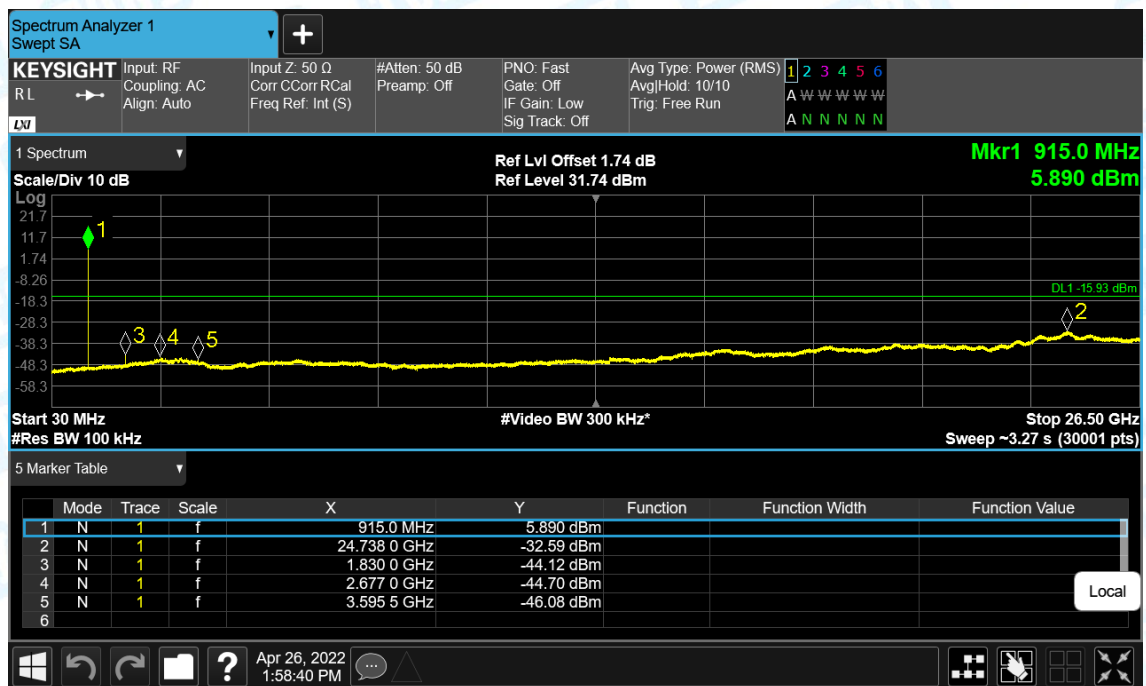 Spectrum Analyzer 1
Swept SA
+
KEYSIGHT Input: RF Input Z: 50 Ω #Atten: 50 dB PNO: Fast Avg Type: Power (RMS) 1 2 3 4 5 6
R L Coupling: AC Corr CCorr RCal Preamp: Off Gate: Off Avg|Hold: 10/10 A W W W W W
Align: Auto Freq Ref: Int (S) IF Gain: Low Trig: Free Run
LXI Sig Track: Off A N N N N N
1 Spectrum Ref Lvl Offset 1.74 dB Mkr1 915.0 MHz
Scale/Div 10 dB Ref Level 31.74 dBm 5.890 dBm
Log
21.7
1
11.7
1.74
-8.26
DL1 -15.93 dBm
-18.3
2
-28.3
3 4 5
-38.3
-48.3
-58.3
Start 30 MHz #Video BW 300 kHz* Stop 26.50 GHz
#Res BW 100 kHz Sweep ~3.27 s (30001 pts)
5 Marker Table
Mode Trace Scale X Y Function Function Width Function Value
1 N 1 f 915.0 MHz 5.890 dBm
2 N 1 f 24.738 0 GHz -32.59 dBm
3 N 1 f 1.830 0 GHz -44.12 dBm
4 N 1 f 2.677 0 GHz -44.70 dBm
5 N 1 f 3.595 5 GHz -46.08 dBm
6
Local
? Apr 26, 2022
1:58:40 PM